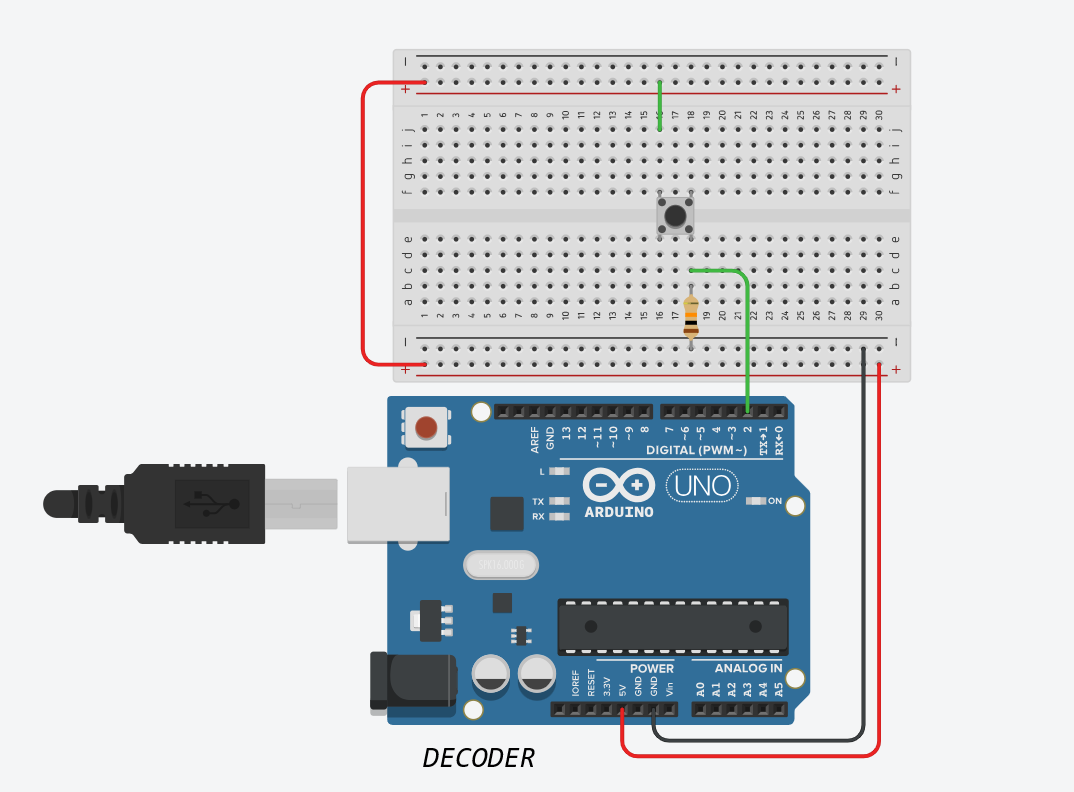 − −
+ +
1 2 3 4 5 6 7 8 9 10 11 12 13 14 15 16 17 18 19 20 21 22 23 24 25 26 27 28 29 30
j j
i i
h h
g g
f f
e e
d d
c c
b b
a a
1 2 3 4 5 6 7 8 9 10 11 12 13 14 15 16 17 18 19 20 21 22 23 24 25 26 27 28 29 30
− −
+ +
AREF GND 13 12 ~11 ~10 ~9 8 7 ~6 ~5 4 ~3 2 TX→1 RX←0
DIGITAL (PWM~)
L
TX
RX
ARDUINO
UNO
ON
POWER
ANALOG IN
IOREF RESET 3.3V 5V GND GND Vin A0 A1 A2 A3 A4 A5
DECODER